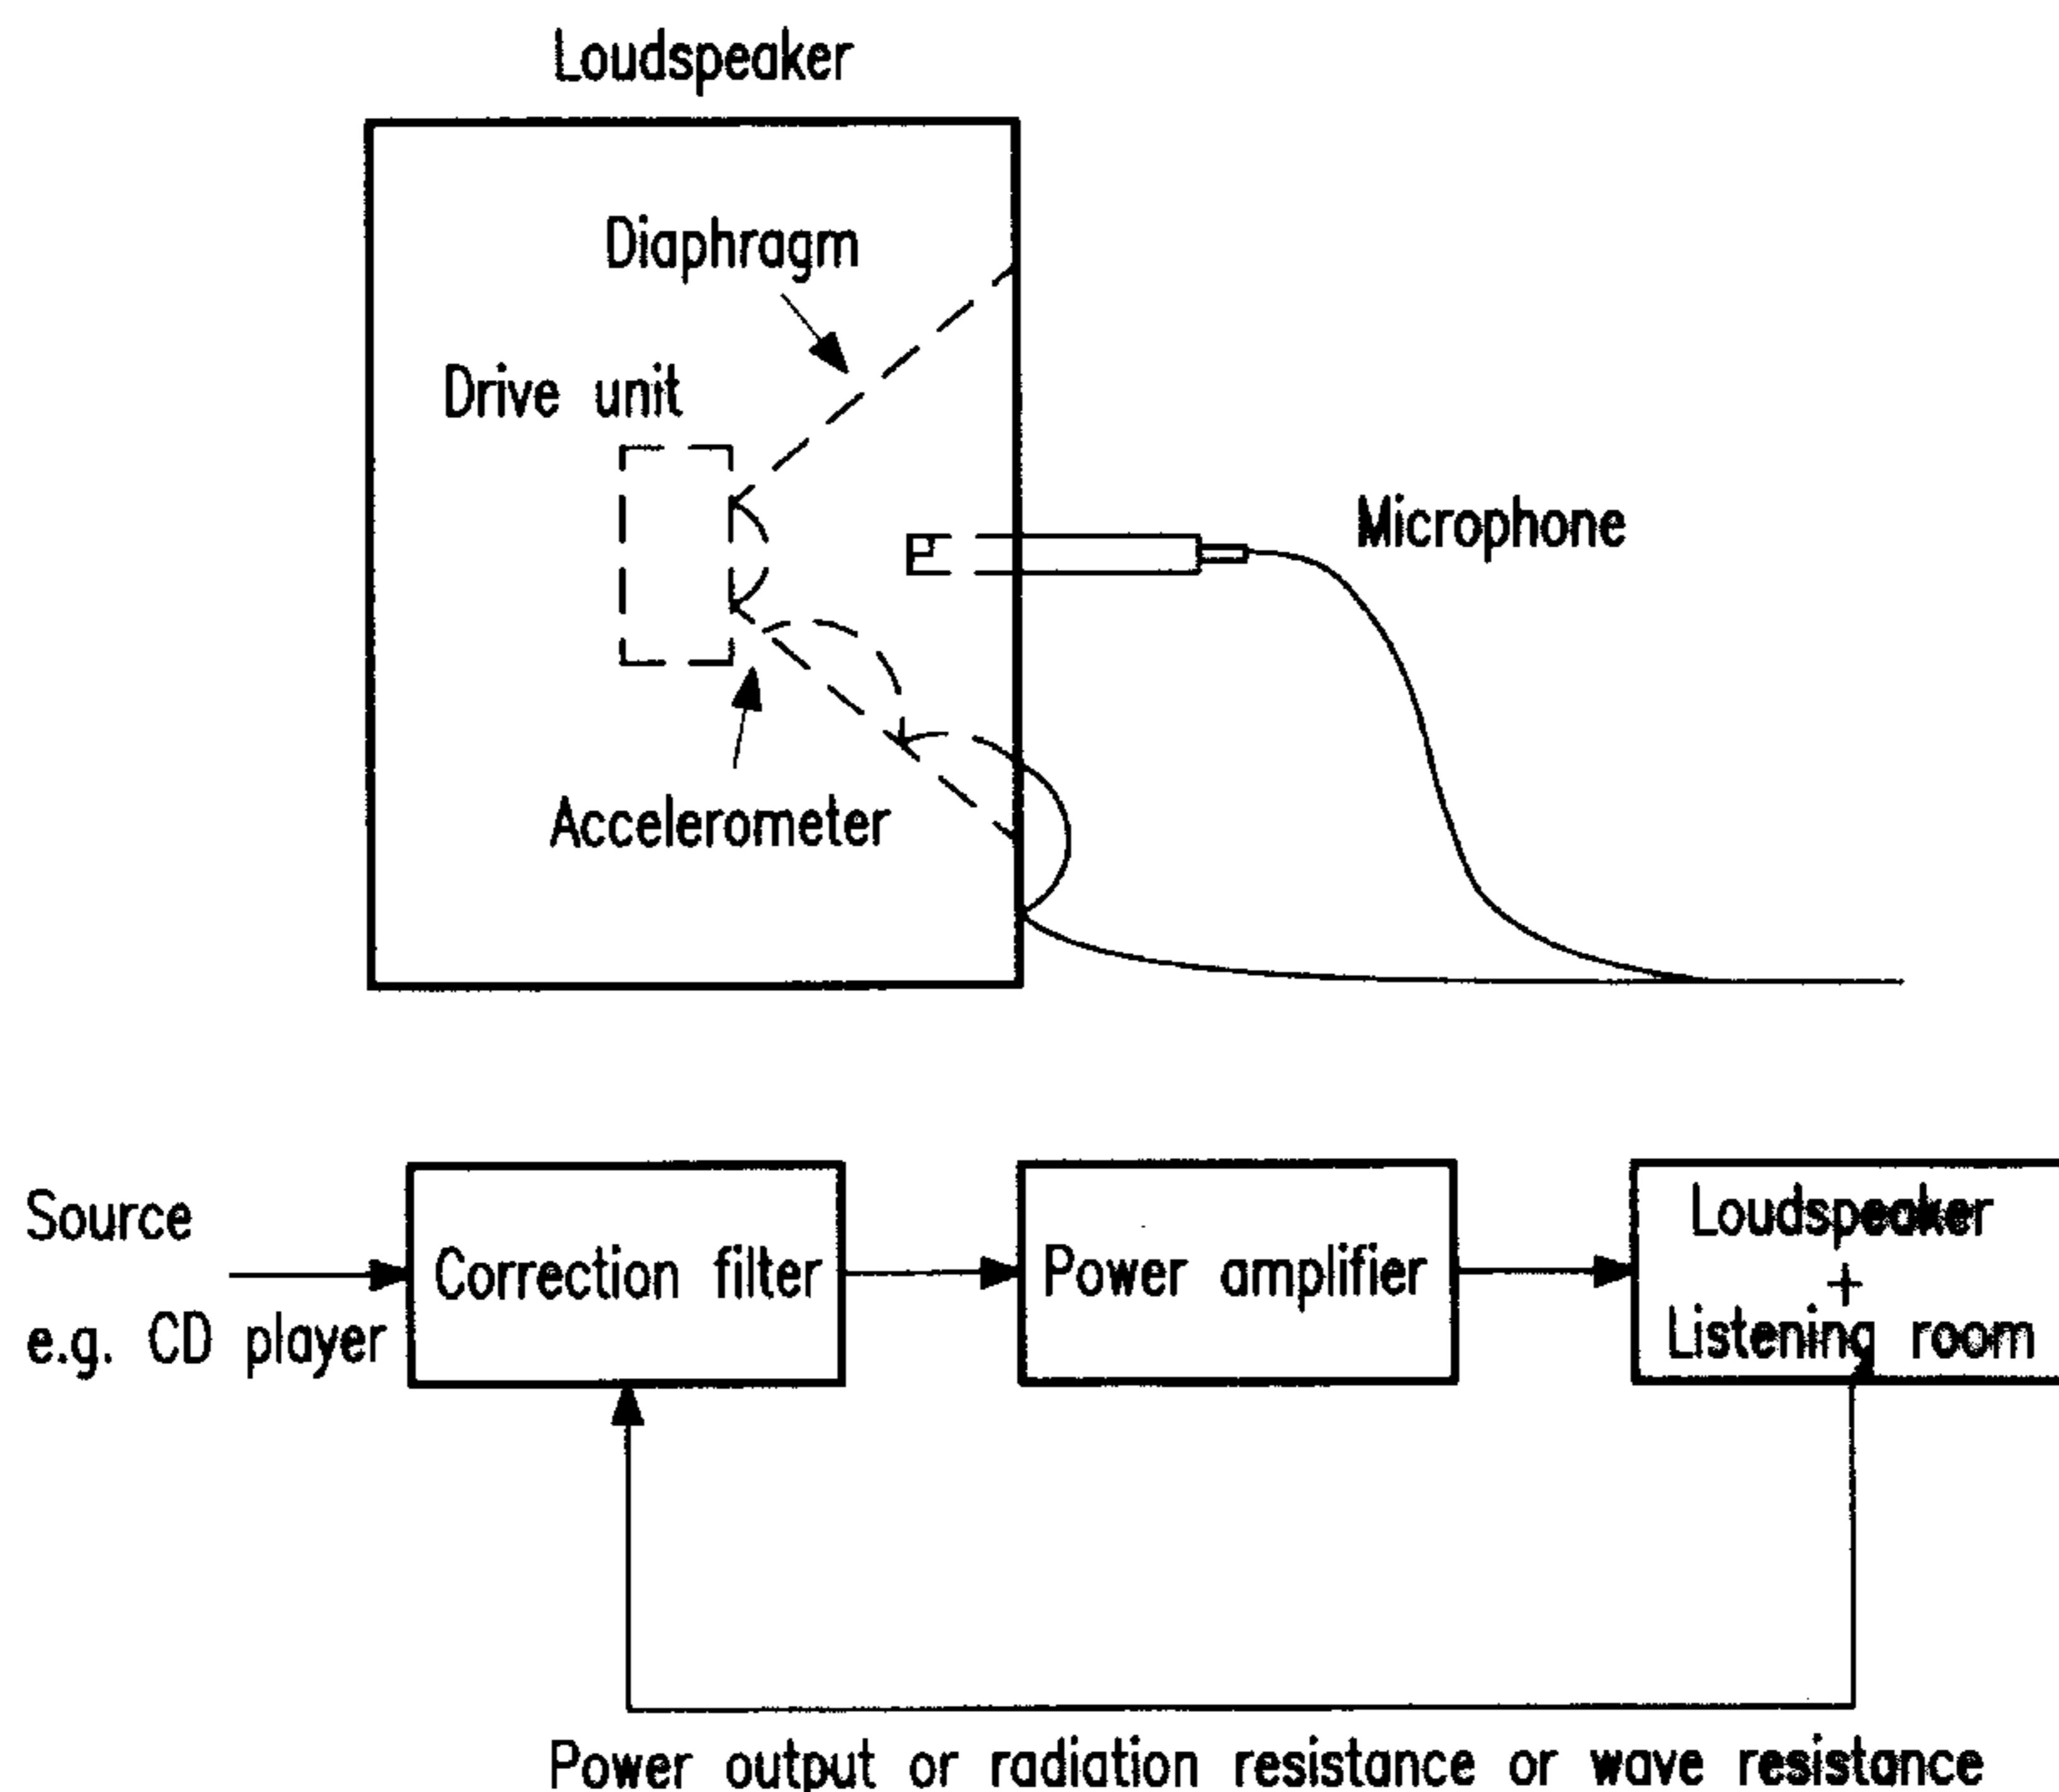 Loudspeaker
Diaphragm
Drive unit
Microphone
Accelerometer
Source
e.g. CD player
Correction filter
Power amplifier
Loudspeaker
+
Listening room
Power output or radiation resistance or wave resistance